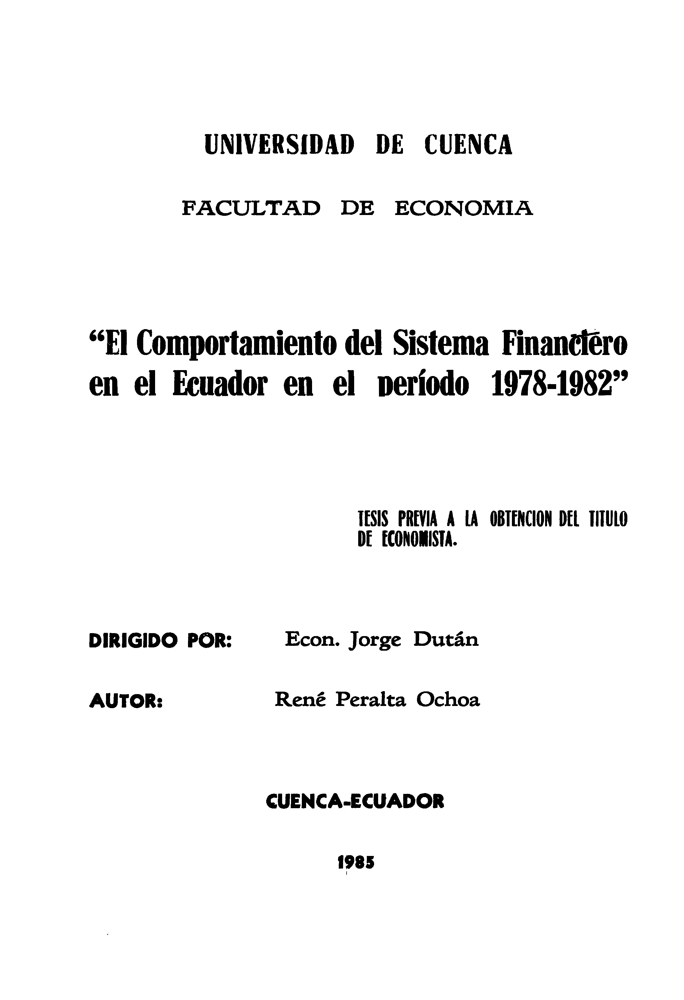 UNIVERSIDAD DE CUENCA
FACULTAD DE ECONOMIA
“El Comportamiento del Sistema Financiero
en el Ecuador en el período 1978-1982”
TESIS PREVIA A LA OBTENCION DEL TITULO
DE ECONOMISTA.
DIRIGIDO POR: Econ. Jorge Dután
AUTOR: René Peralta Ochoa
CUENCA-ECUADOR
1985